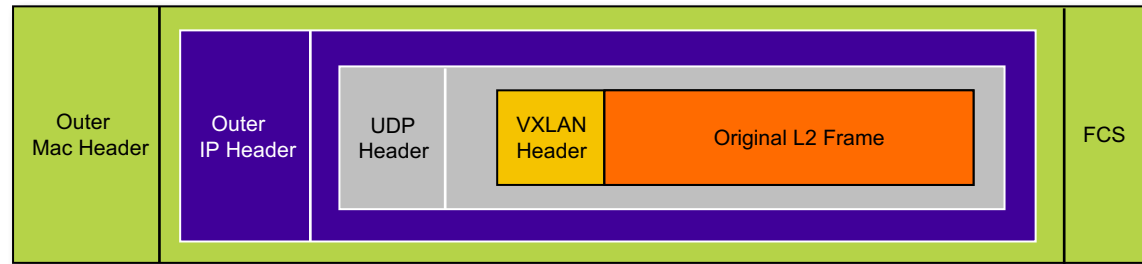 Outer
Mac Header
Outer
IP Header
UDP
Header
VXLAN
Header
Original L2 Frame
FCS